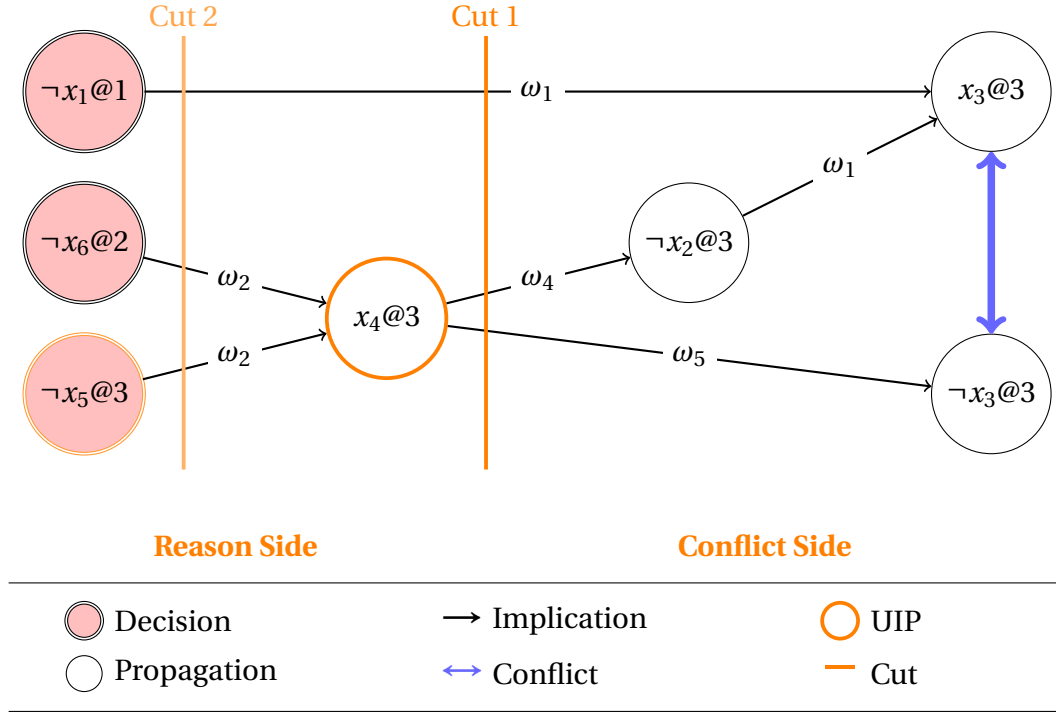 Cut 2
Cut 1
¬x₁@1
ω₁
x₃@3
ω₁
¬x₆@2
ω₂
¬x₂@3
ω₄
x₄@3
ω₂
ω₅
¬x₅@3
¬x₃@3
Reason Side
Conflict Side
Decision
Implication
UIP
Propagation
Conflict
Cut